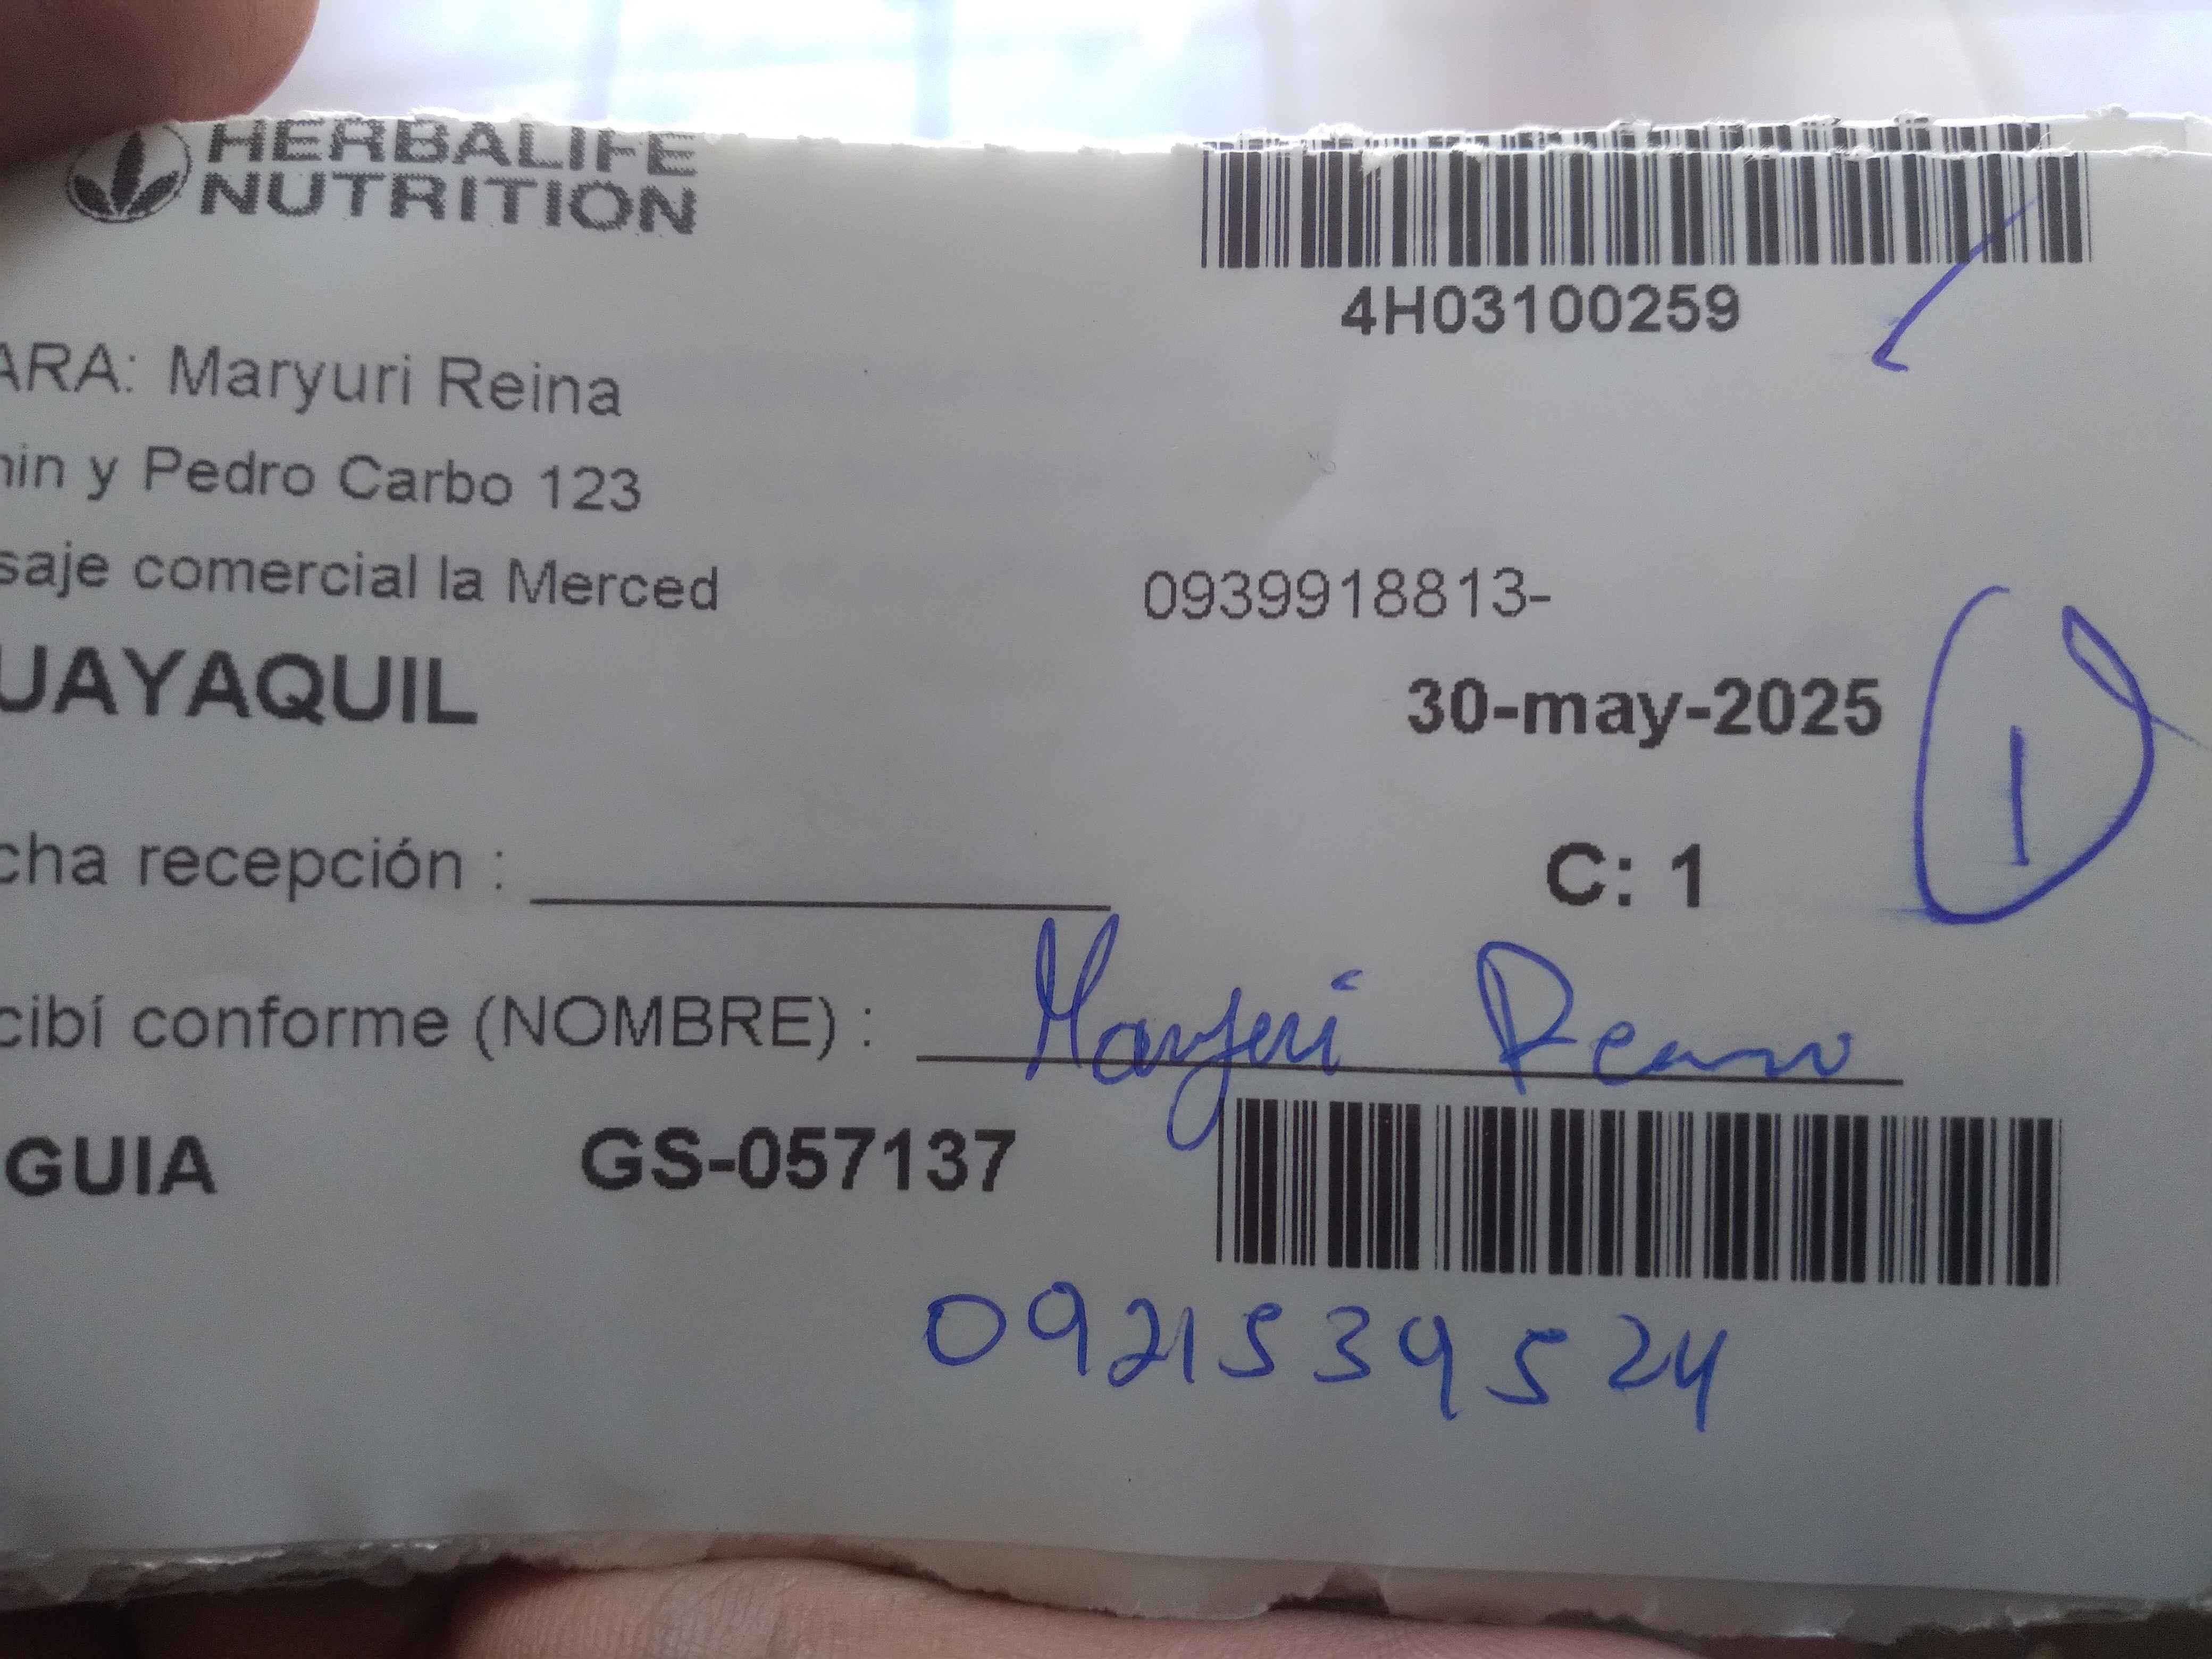 HERBALIFE
NUTRITION
4H03100259
ARA: Maryuri Reina
in y Pedro Carbo 123
saje comercial la Merced
0939918813-
UAYAQUIL
30-may-2025
1
cha recepción :
C: 1
cibí conforme (NOMBRE) :
GUIA
GS-057137
0921539524